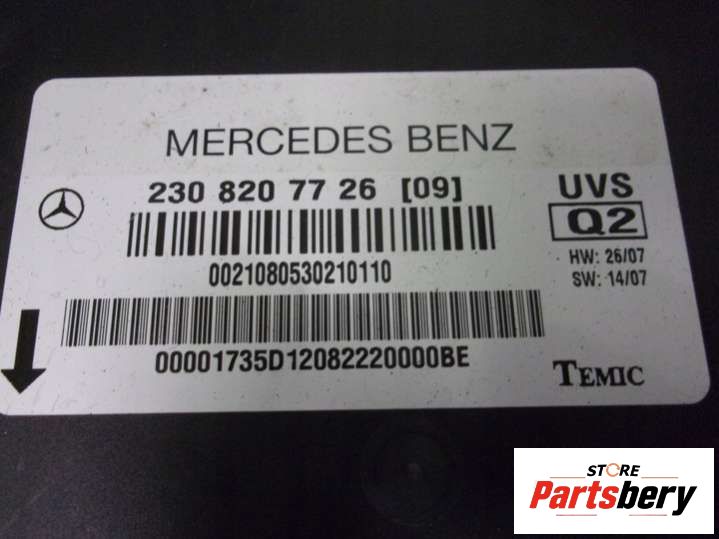 MERCEDES BENZ
230 820 77 26 [09]
UVS
Q2
0021080530210110
HW: 26/07
SW: 14/07
00001735D12082220000BE
TEMIC
STORE
Partsbery